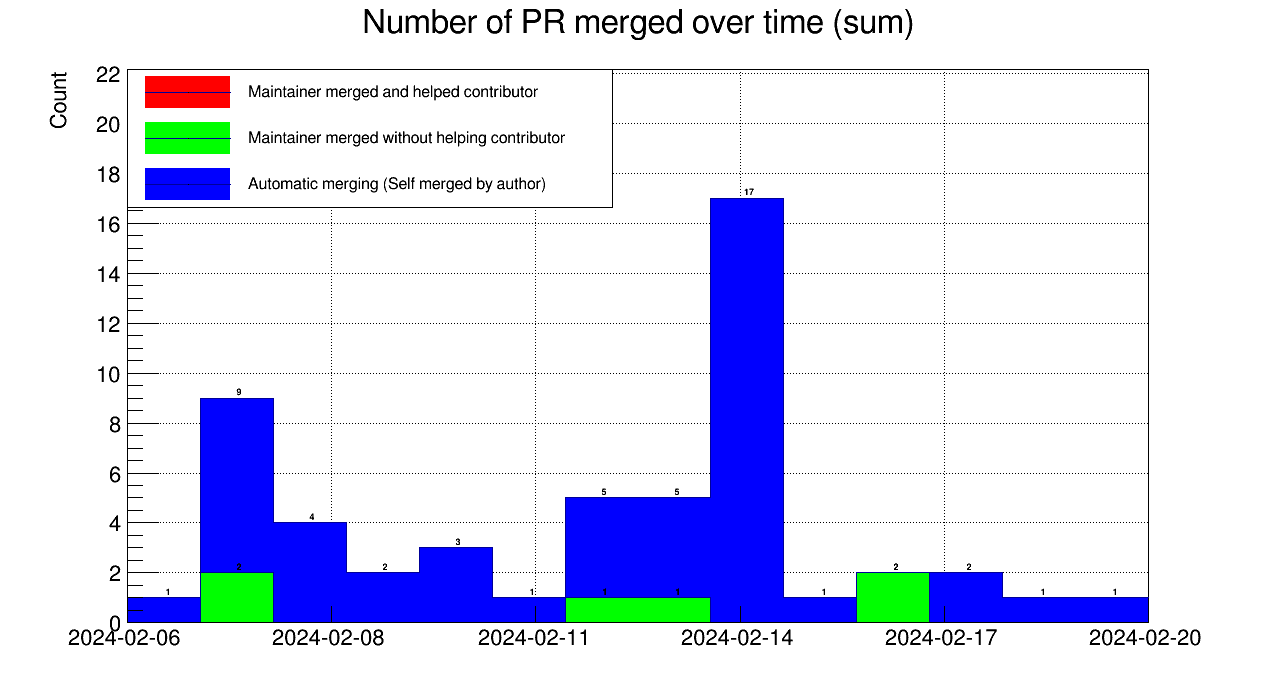 Number of PR merged over time (sum)
Count
22
20
18
16
14
12
10
8
6
4
2
0
Maintainer merged and helped contributor
Maintainer merged without helping contributor
Automatic merging (Self merged by author)
17
9
5 5
4
3
2 2 2 2
1 1 1 1 1 1 1
2024-02-06 2024-02-08 2024-02-11 2024-02-14 2024-02-17 2024-02-20